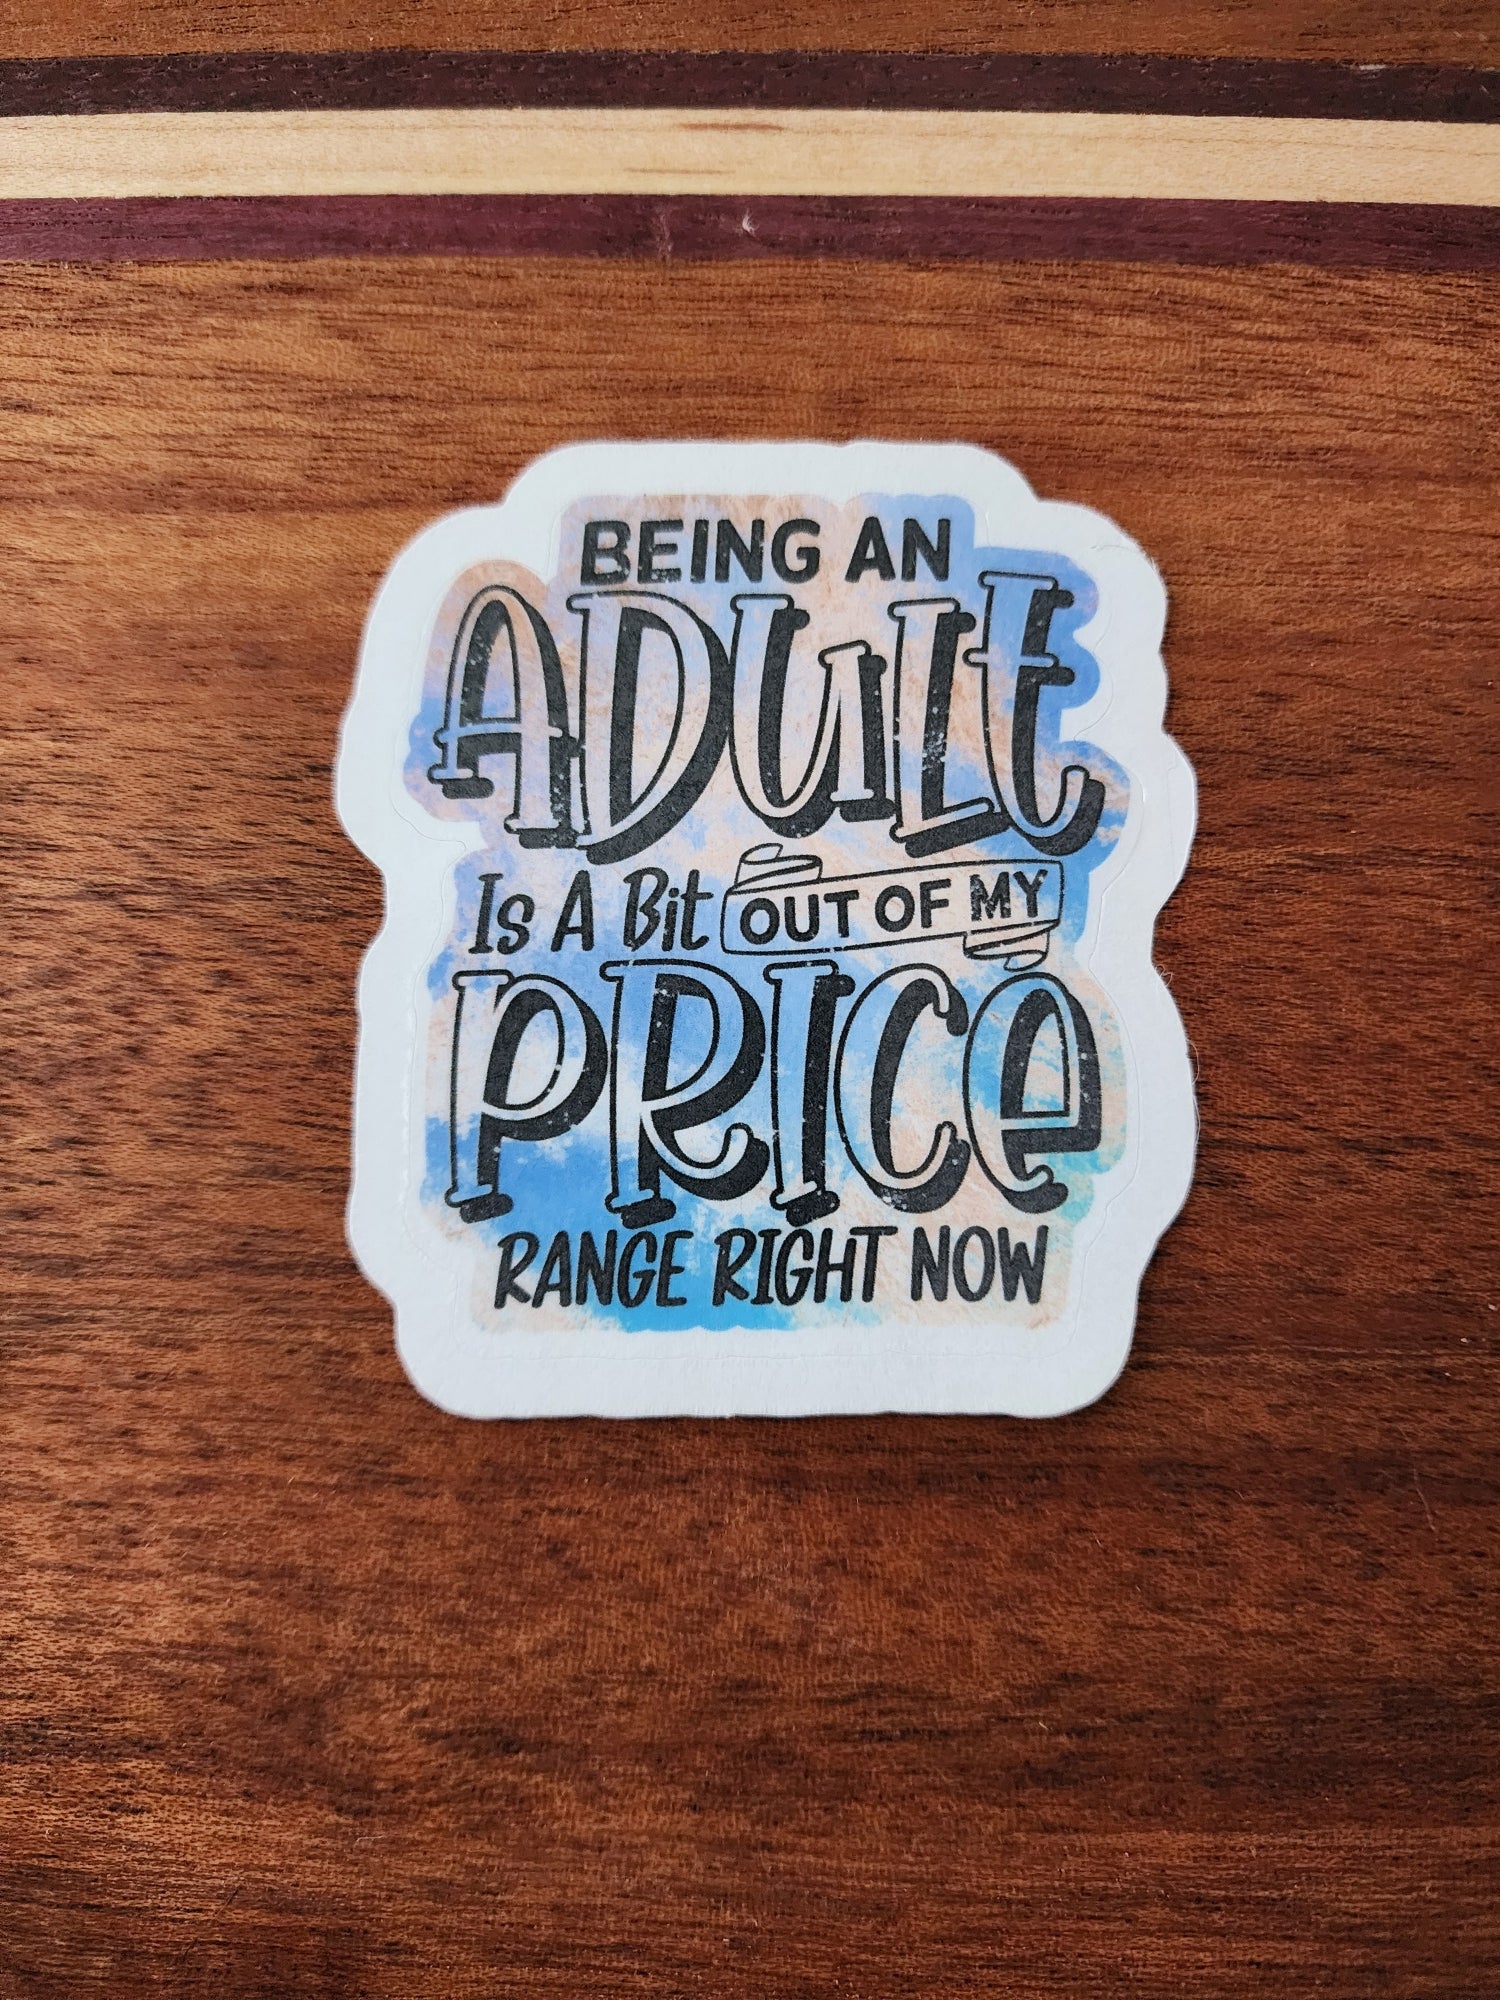 BEING AN
ADuLt
Is A Bit OUT OF MY
PRICe
RANGE RIGHT NOW